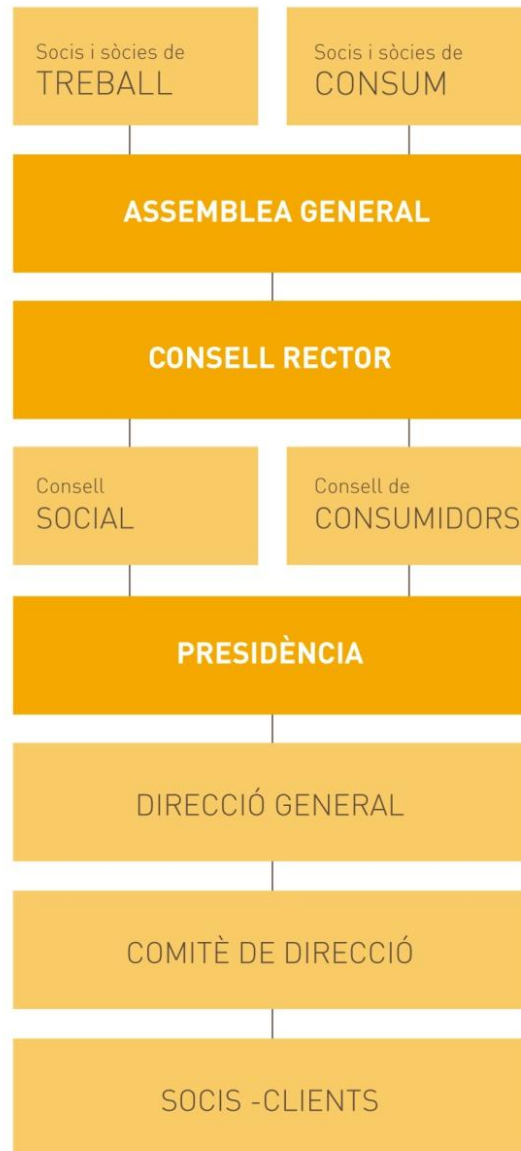 Socis i sòcies de
TREBALL
Socis i sòcies de
CONSUM
ASSEMBLEA GENERAL
CONSELL RECTOR
Consell
SOCIAL
Consell de
CONSUMIDORS
PRESIDÈNCIA
DIRECCIÓ GENERAL
COMITÈ DE DIRECCIÓ
SOCIS -CLIENTS